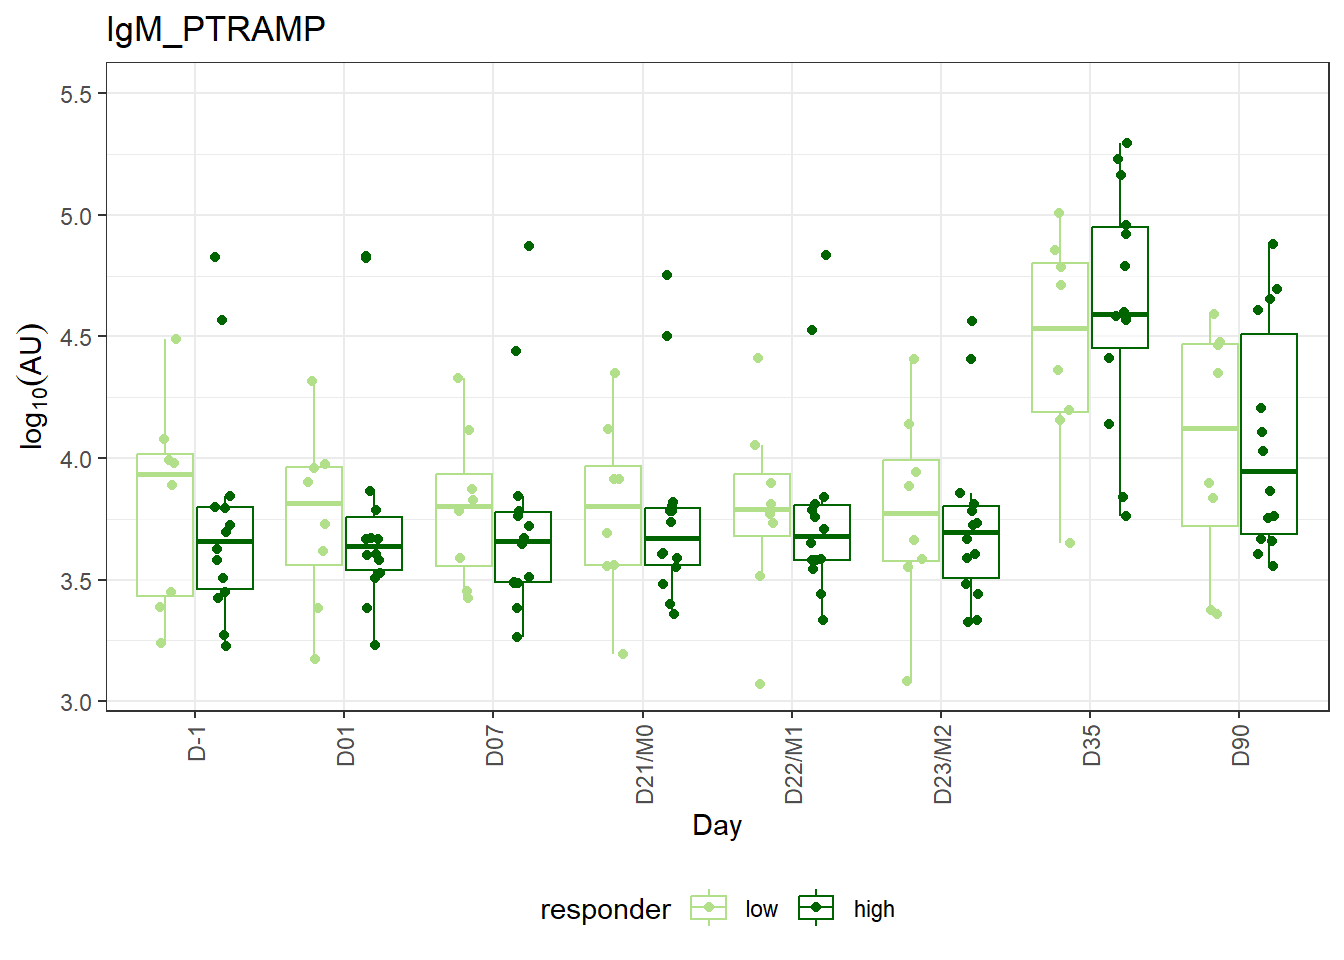 IgM_PTRAMP
log₁₀(AU)
5.5
5.0
4.5
4.0
3.5
3.0
D-1
D01
D07
D21/M0
D22/M1
D23/M2
D35
D90
Day
responder low high